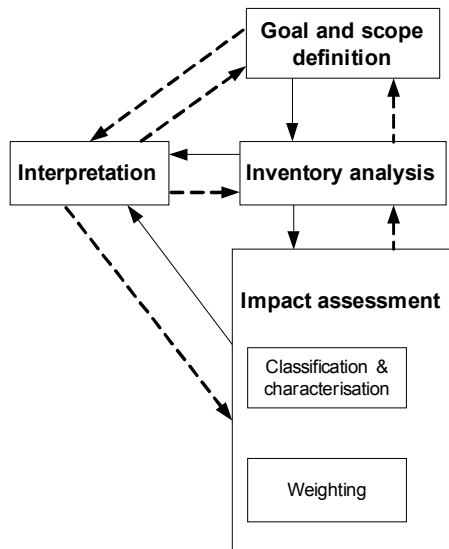 Goal and scope
definition
Interpretation
Inventory analysis
Impact assessment
Classification &
characterisation
Weighting